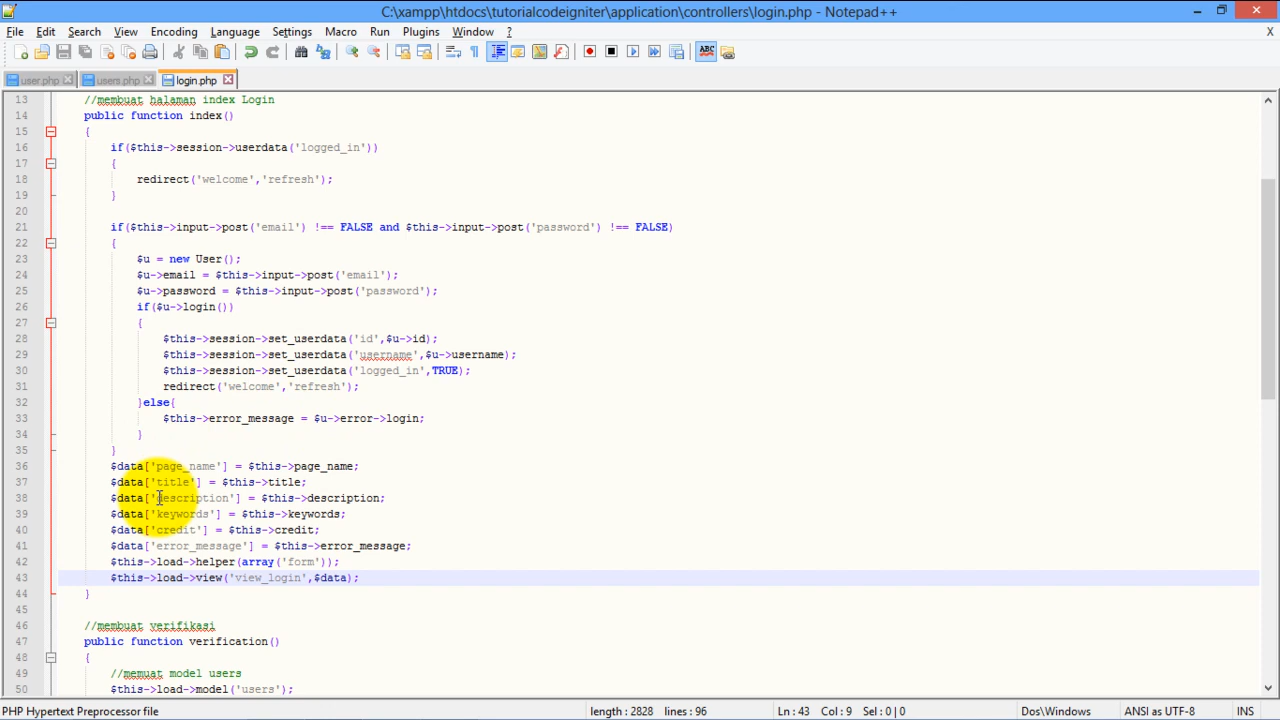 C:\xampp\htdocs\tutorialcodeigniter\application\controllers\login.php - Notepad++
File Edit Search View Encoding Language Settings Macro Run Plugins Window ? X
ABC
user.php userm.php login.php
13 //membuat halaman index Login
14 public function index()
15 {
16 if($this->session->userdata('logged_in'))
17 {
18 redirect('welcome','refresh');
19 }
20
21 if($this->input->post('email') !== FALSE and $this->input->post('password') !== FALSE)
22 {
23 $u = new User();
24 $u->email = $this->input->post('email');
25 $u->password = $this->input->post('password');
26 if($u->login())
27 {
28 $this->session->set_userdata('id',$u->id);
29 $this->session->set_userdata('username',$u->username);
30 $this->session->set_userdata('logged_in',TRUE);
31 redirect('welcome','refresh');
32 }else{
33 $this->error_message = $u->error->login;
34 }
35 }
36 $data['page_name'] = $this->page_name;
37 $data['title'] = $this->title;
38 $data['description'] = $this->description;
39 $data['keywords'] = $this->keywords;
40 $data['credit'] = $this->credit;
41 $data['error_message'] = $this->error_message;
42 $this->load->helper(array('form'));
43 $this->load->view('view_login',$data);
44 }
45
46 //membuat verifikasi
47 public function verification()
48 {
49 //memuat model users
50 $this->load->model('users');
PHP Hypertext Preprocessor file length : 2828 lines : 96 Ln : 43 Col : 9 Sel : 0 | 0 Dos\Windows ANSI as UTF-8 INS